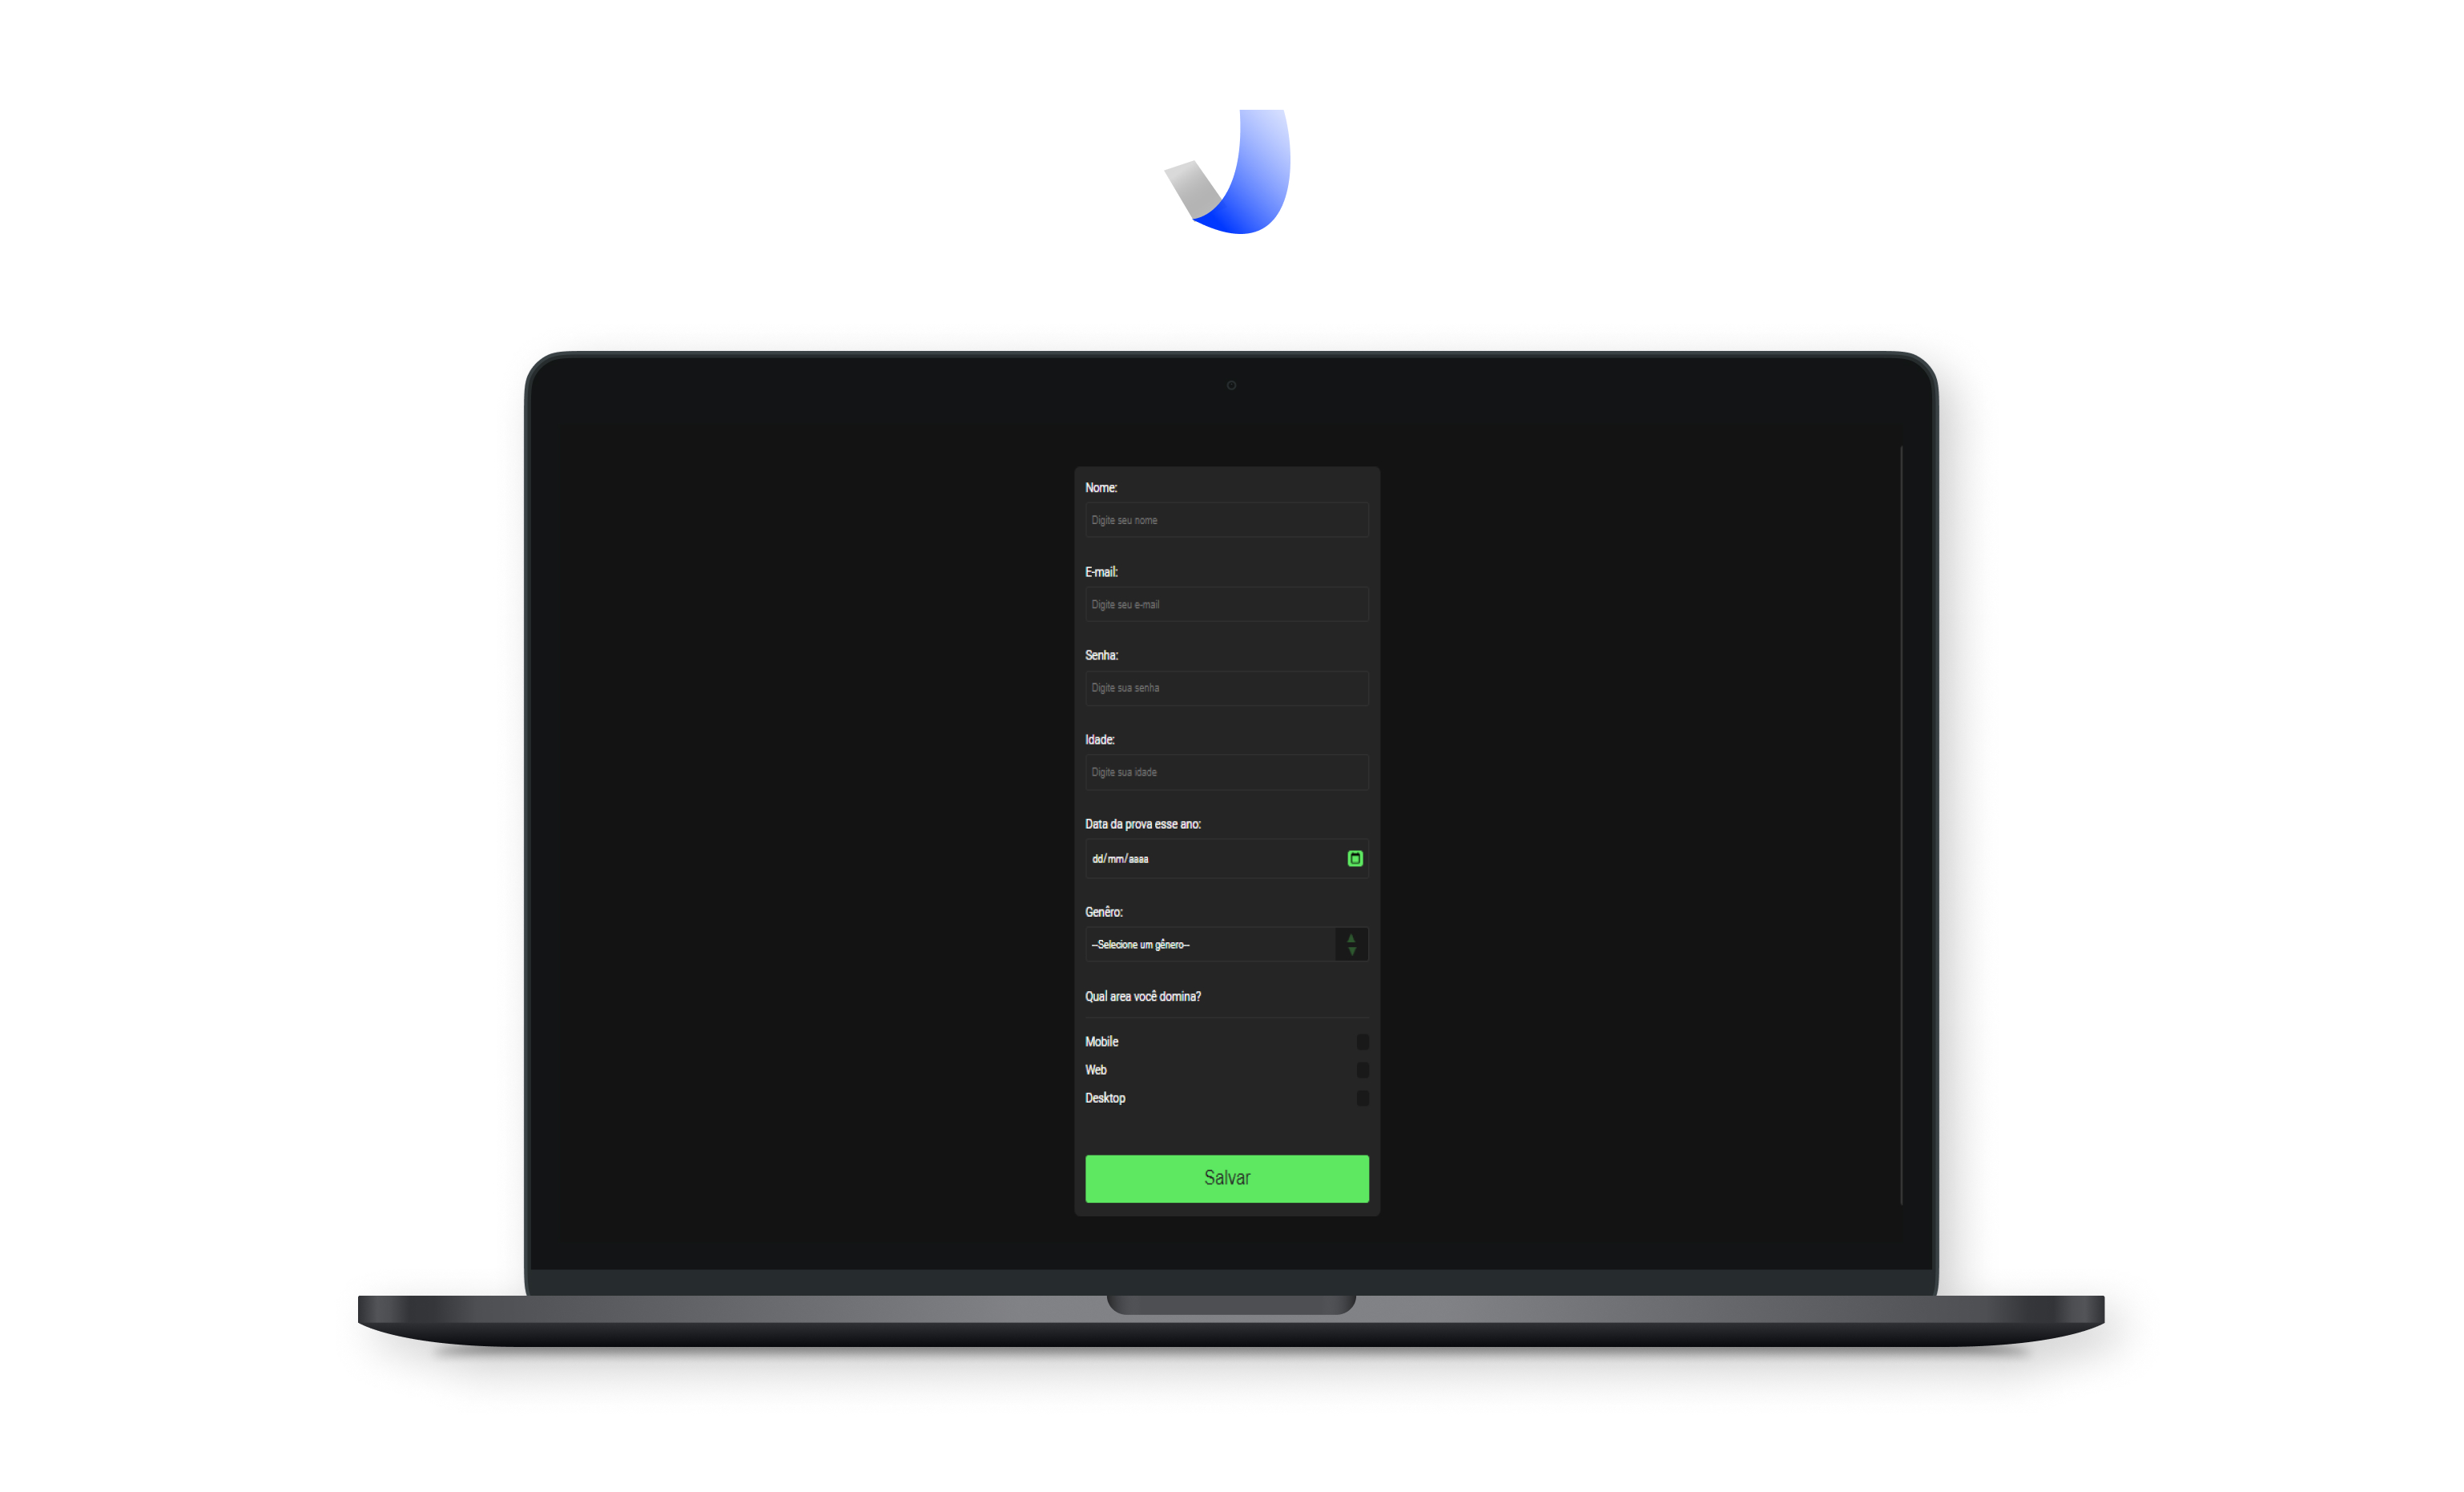 Nome:
Digite seu nome
E-mail:
Digite seu e-mail
Senha:
Digite sua senha
Idade:
Digite sua idade
Data da prova esse ano:
dd/mm/aaaa
Genêro:
--Selecione um gênero--
Qual area você domina?
Mobile
Web
Desktop
Salvar